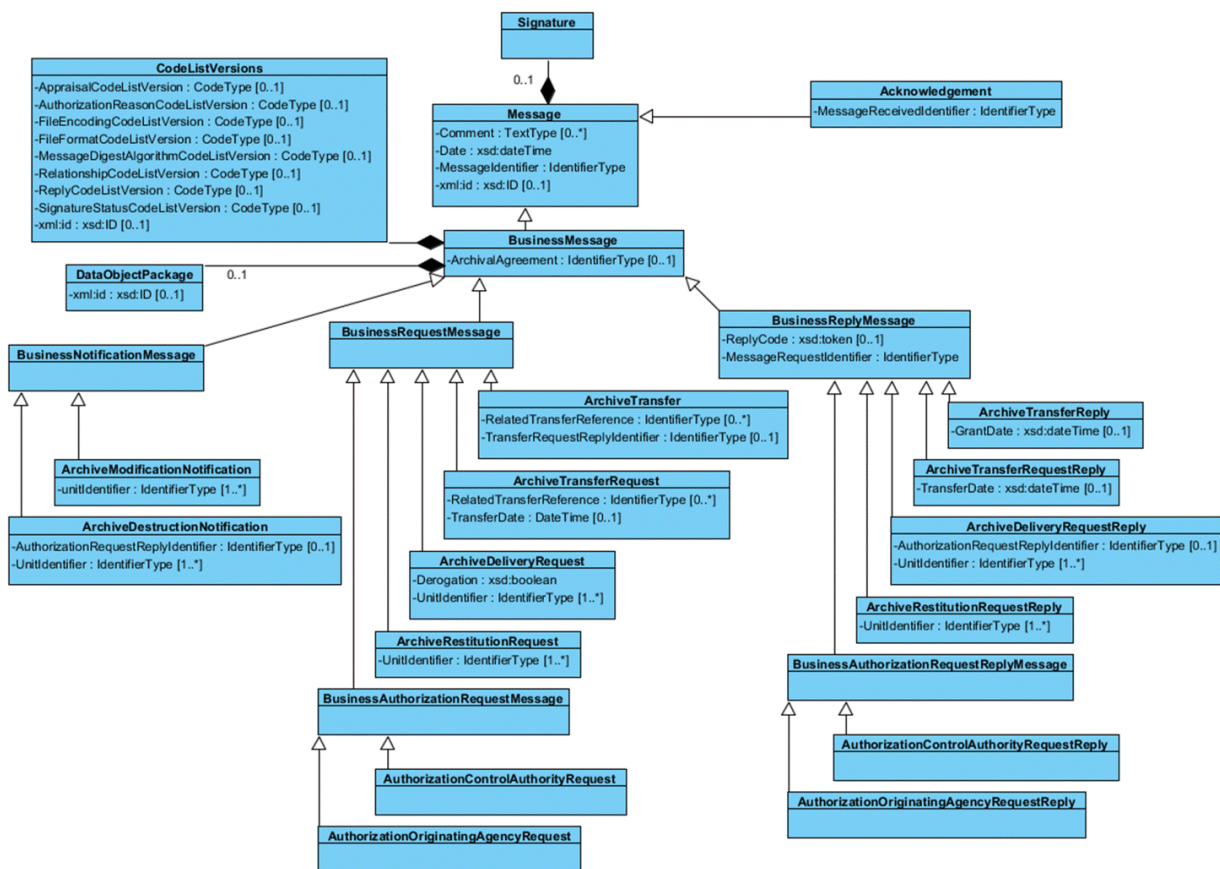 Signature
0..1
CodeListVersions
-AppraisalCodeListVersion : CodeType [0..1]
-AuthorizationReasonCodeListVersion : CodeType [0..1]
-FileEncodingCodeListVersion : CodeType [0..1]
-FileFormatCodeListVersion : CodeType [0..1]
-MessageDigestAlgorithmCodeListVersion : CodeType [0..1]
-RelationshipCodeListVersion : CodeType [0..1]
-ReplyCodeListVersion : CodeType [0..1]
-SignatureStatusCodeListVersion : CodeType [0..1]
-xml:id : xsd:ID [0..1]
Message
-Comment : TextType [0..*]
-Date : xsd:dateTime
-MessageIdentifier : IdentifierType
-xml:id : xsd:ID [0..1]
Acknowledgement
-MessageReceivedIdentifier : IdentifierType
BusinessMessage
-ArchivalAgreement : IdentifierType [0..1]
DataObjectPackage
-xml:id : xsd:ID [0..1]
0..1
BusinessNotificationMessage
BusinessRequestMessage
BusinessReplyMessage
-ReplyCode : xsd:token [0..1]
-MessageRequestIdentifier : IdentifierType
ArchiveModificationNotification
-unitIdentifier : IdentifierType [1..*]
ArchiveDestructionNotification
-AuthorizationRequestReplyIdentifier : IdentifierType [0..1]
-UnitIdentifier : IdentifierType [1..*]
ArchiveTransfer
-RelatedTransferReference : IdentifierType [0..*]
-TransferRequestReplyIdentifier : IdentifierType [0..1]
ArchiveTransferRequest
-RelatedTransferReference : IdentifierType [0..*]
-TransferDate : DateTime [0..1]
ArchiveDeliveryRequest
-Derogation : xsd:boolean
-UnitIdentifier : IdentifierType [1..*]
ArchiveRestitutionRequest
-UnitIdentifier : IdentifierType [1..*]
BusinessAuthorizationRequestMessage
AuthorizationControlAuthorityRequest
AuthorizationOriginatingAgencyRequest
ArchiveTransferReply
-GrantDate : xsd:dateTime [0..1]
ArchiveTransferRequestReply
-TransferDate : xsd:dateTime [0..1]
ArchiveDeliveryRequestReply
-AuthorizationRequestReplyIdentifier : IdentifierType [0..1]
-UnitIdentifier : IdentifierType [1..*]
ArchiveRestitutionRequestReply
-UnitIdentifier : IdentifierType [1..*]
BusinessAuthorizationRequestReplyMessage
AuthorizationControlAuthorityRequestReply
AuthorizationOriginatingAgencyRequestReply